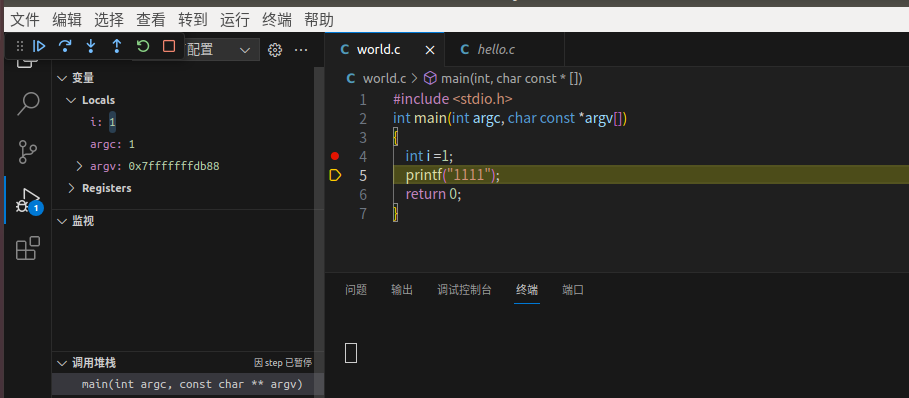 文件 编辑 选择 查看 转到 运行 终端 帮助
配置
C world.c × C hello.c
C world.c > main(int, char const * [])
变量
Locals
i: 1
argc: 1
argv: 0x7fffffffdb88
Registers
监视
1 #include <stdio.h>
2 int main(int argc, char const *argv[])
3 {
4 int i =1;
5 printf("1111");
6 return 0;
7 }
1
问题 输出 调试控制台 终端 端口
调用堆栈 因 step 已暂停
main(int argc, const char ** argv)